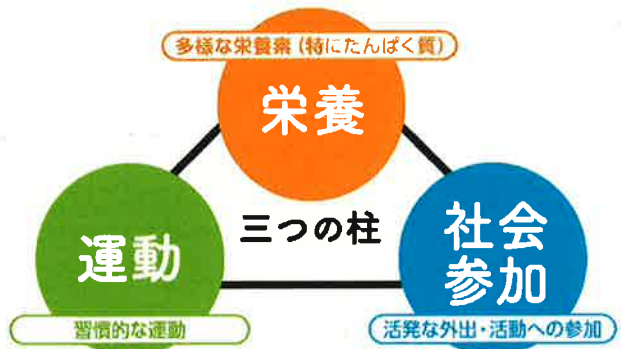 多様な栄養素（特にたんぱく質）
栄養
三つの柱
運動
習慣的な運動
社会
参加
活発な外出・活動への参加